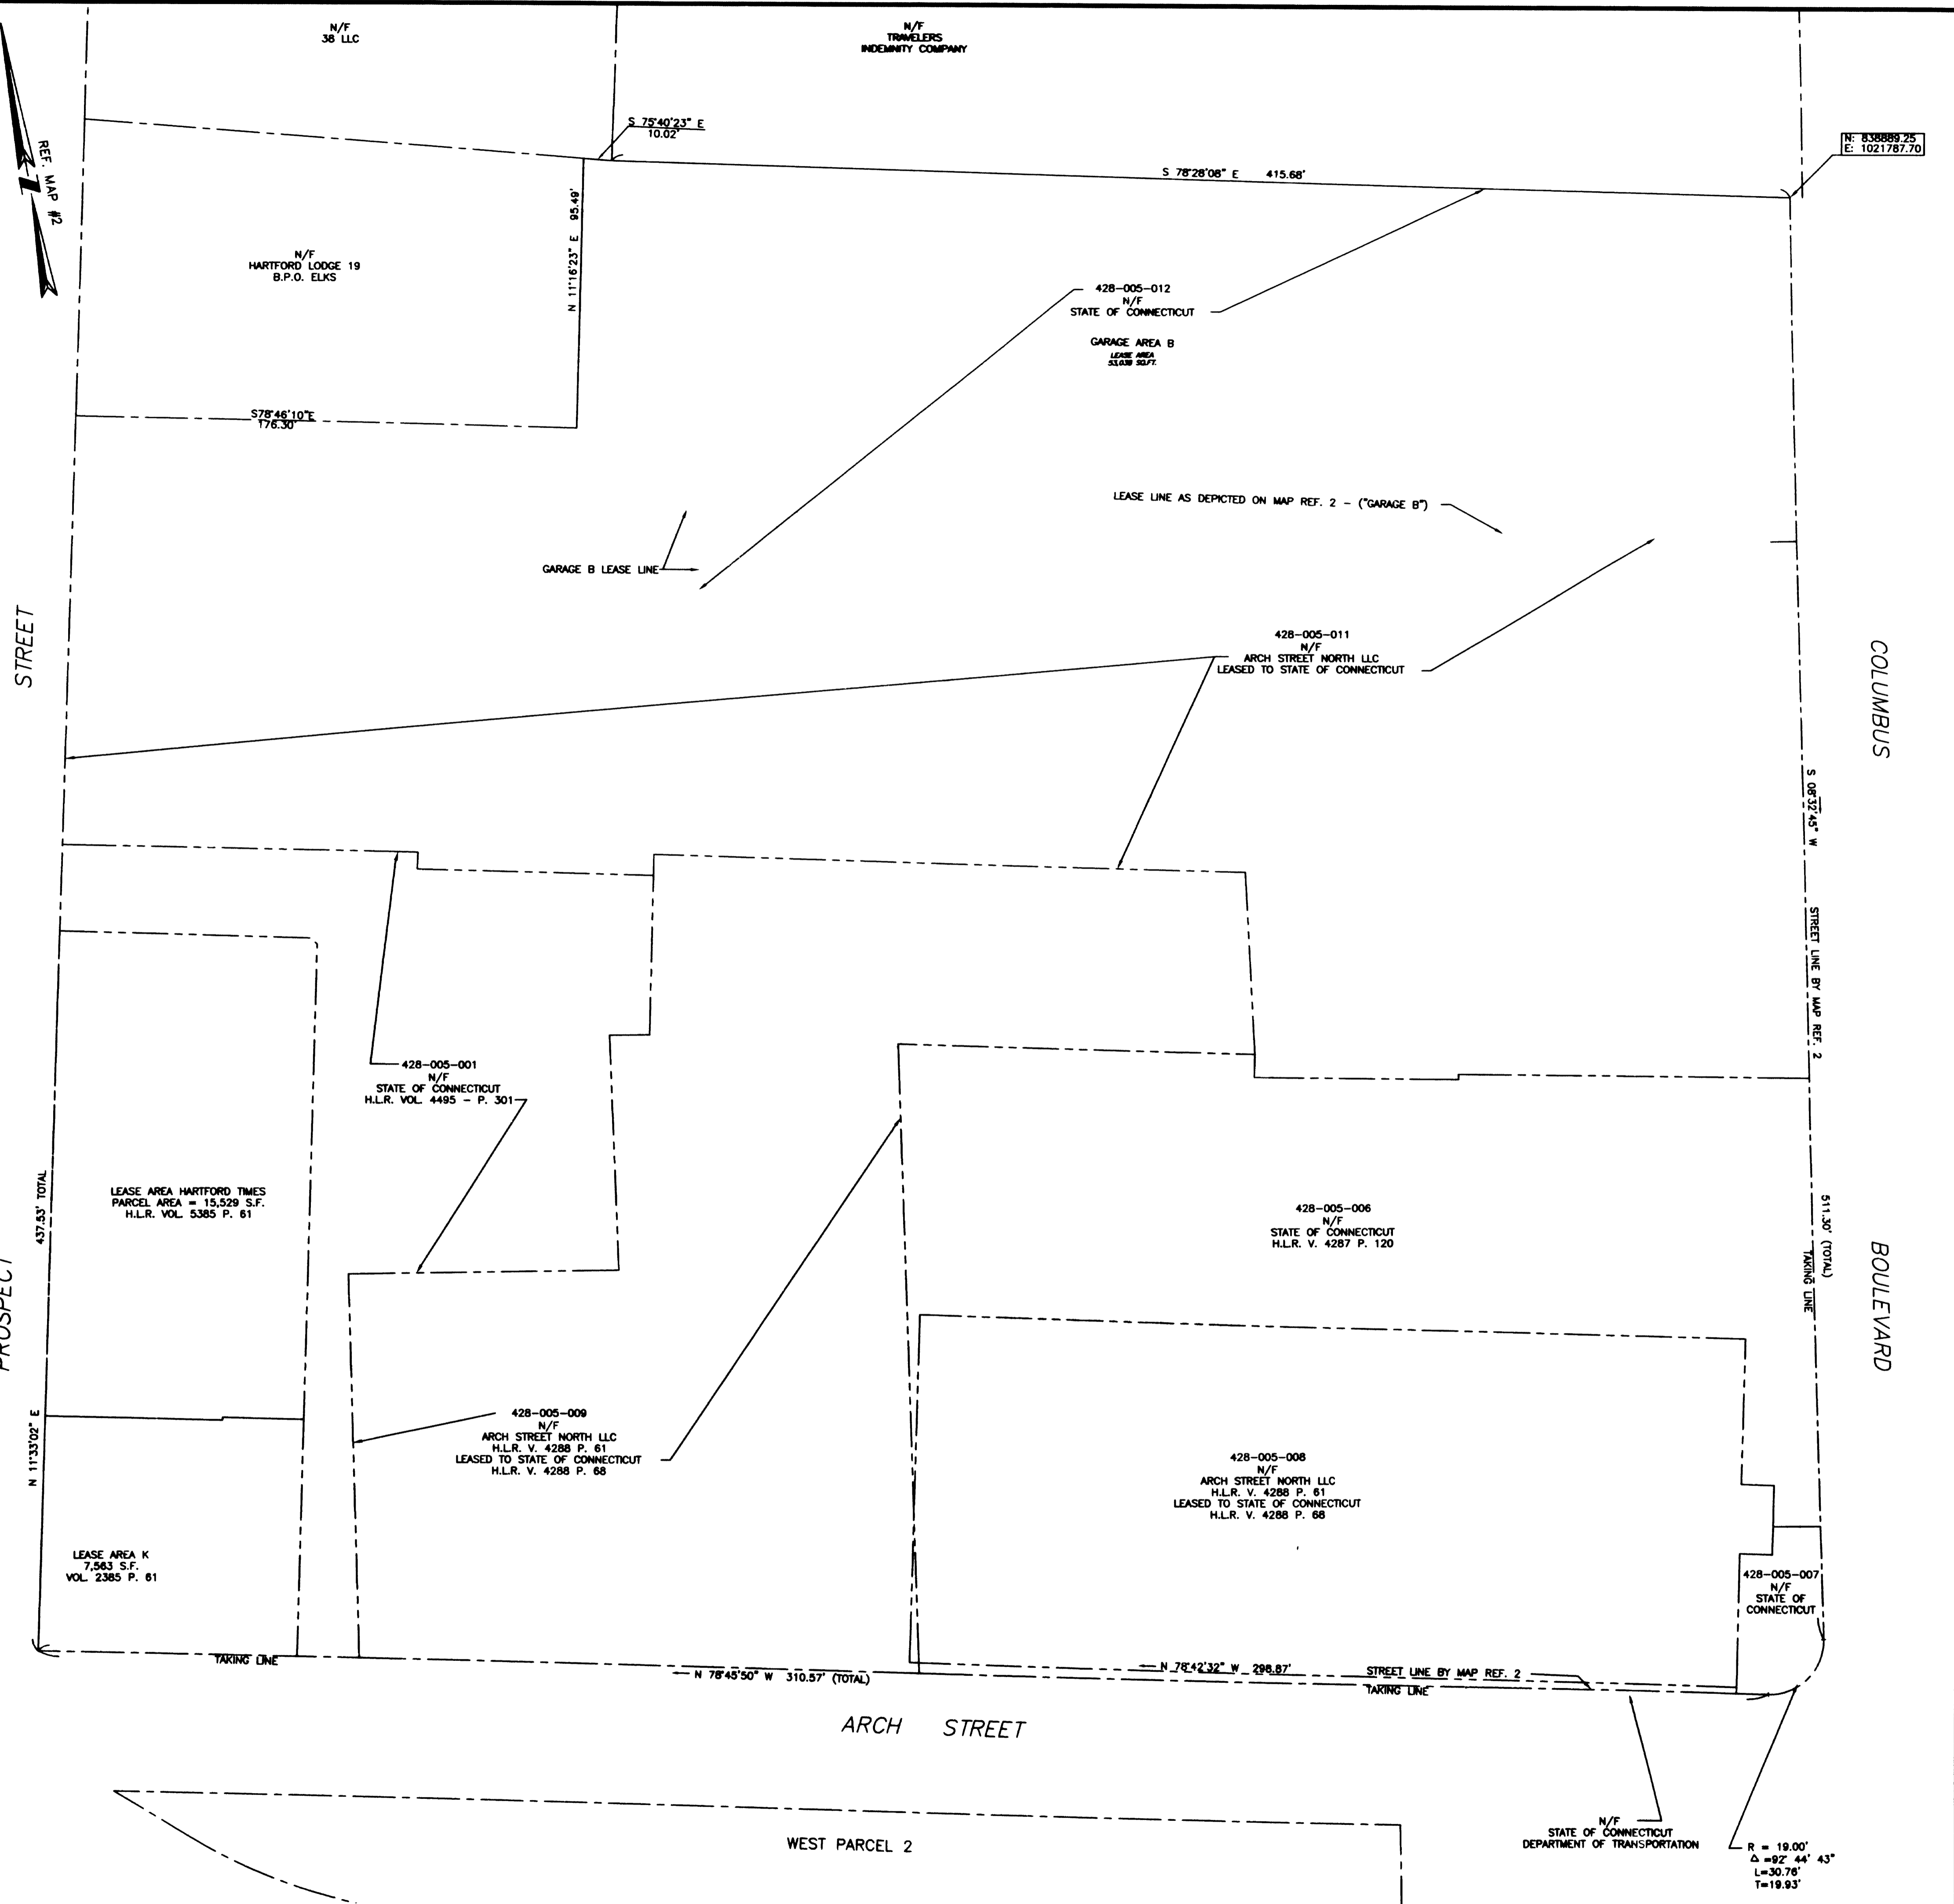 N/F
38 LLC
N/F
TRAVELERS
INDEMNITY COMPANY
REF. MAP #2
S 75°40'23" E
10.02'
N: 838889.25
E: 1021787.70
S 78°28'08" E 415.68'
N 11°16'23" E 95.49'
N/F
HARTFORD LODGE 19
B.P.O. ELKS
428-005-012
N/F
STATE OF CONNECTICUT
GARAGE AREA B
LEASE AREA
53,038 SQ.FT.
S78°46'10"E
176.30'
LEASE LINE AS DEPICTED ON MAP REF. 2 - ("GARAGE B")
GARAGE B LEASE LINE
428-005-011
N/F
ARCH STREET NORTH LLC
LEASED TO STATE OF CONNECTICUT
STREET
COLUMBUS
S 08°32'45" W
STREET LINE BY MAP REF. 2
428-005-001
N/F
STATE OF CONNECTICUT
H.L.R. VOL. 4495 - P. 301
LEASE AREA HARTFORD TIMES
PARCEL AREA = 15,529 S.F.
H.L.R. VOL. 5385 P. 61
437.53' TOTAL
428-005-006
N/F
STATE OF CONNECTICUT
H.L.R. V. 4287 P. 120
511.30' (TOTAL)
TAKING LINE
BOULEVARD
PROSPECT
N 11°33'02" E
428-005-009
N/F
ARCH STREET NORTH LLC
H.L.R. V. 4288 P. 61
LEASED TO STATE OF CONNECTICUT
H.L.R. V. 4288 P. 68
428-005-008
N/F
ARCH STREET NORTH LLC
H.L.R. V. 4288 P. 61
LEASED TO STATE OF CONNECTICUT
H.L.R. V. 4288 P. 68
LEASE AREA K
7,563 S.F.
VOL. 2385 P. 61
428-005-007
N/F
STATE OF
CONNECTICUT
TAKING LINE
N 78°45'50" W 310.57' (TOTAL)
N 78°42'32" W 298.87'
STREET LINE BY MAP REF. 2
TAKING LINE
ARCH STREET
WEST PARCEL 2
N/F
STATE OF CONNECTICUT
DEPARTMENT OF TRANSPORTATION
R = 19.00'
Δ =92° 44' 43"
L=30.76'
T=19.93'